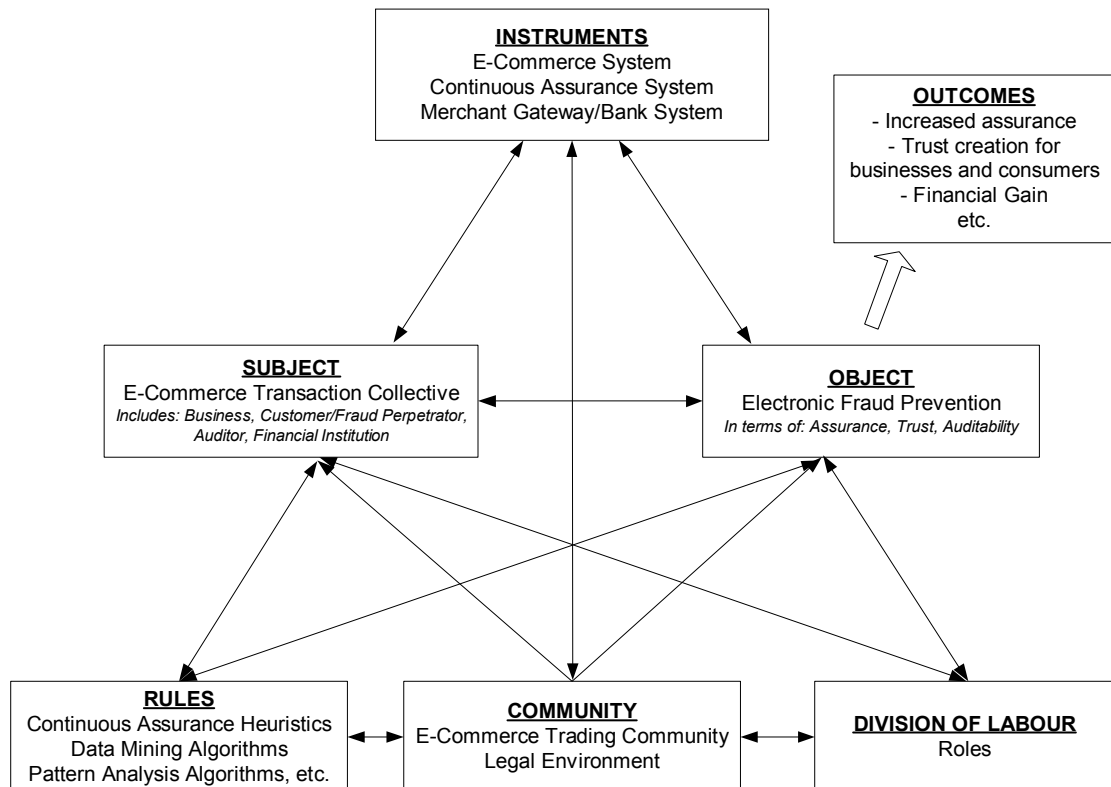 INSTRUMENTS
E-Commerce System
Continuous Assurance System
Merchant Gateway/Bank System
OUTCOMES
- Increased assurance
- Trust creation for
businesses and consumers
- Financial Gain
etc.
SUBJECT
E-Commerce Transaction Collective
Includes: Business, Customer/Fraud Perpetrator,
Auditor, Financial Institution
OBJECT
Electronic Fraud Prevention
In terms of: Assurance, Trust, Auditability
RULES
Continuous Assurance Heuristics
Data Mining Algorithms
Pattern Analysis Algorithms, etc.
COMMUNITY
E-Commerce Trading Community
Legal Environment
DIVISION OF LABOUR
Roles